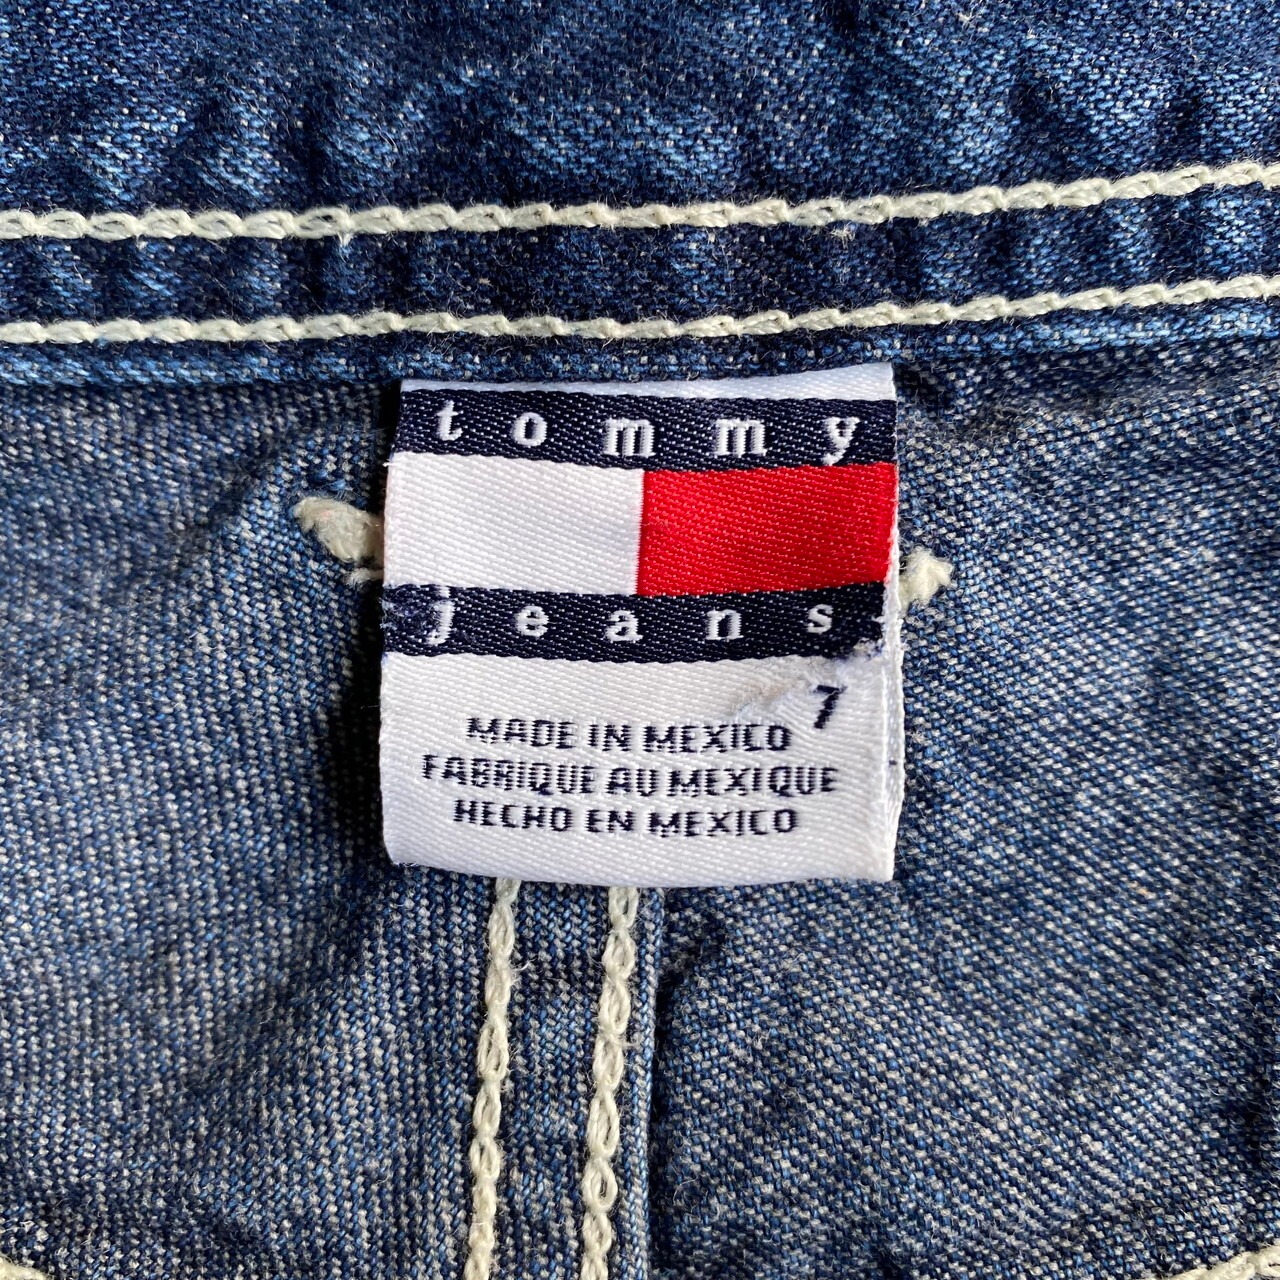 tommy
jeans
7
MADE IN MEXICO
FABRIQUE AU MEXIQUE
HECHO EN MEXICO